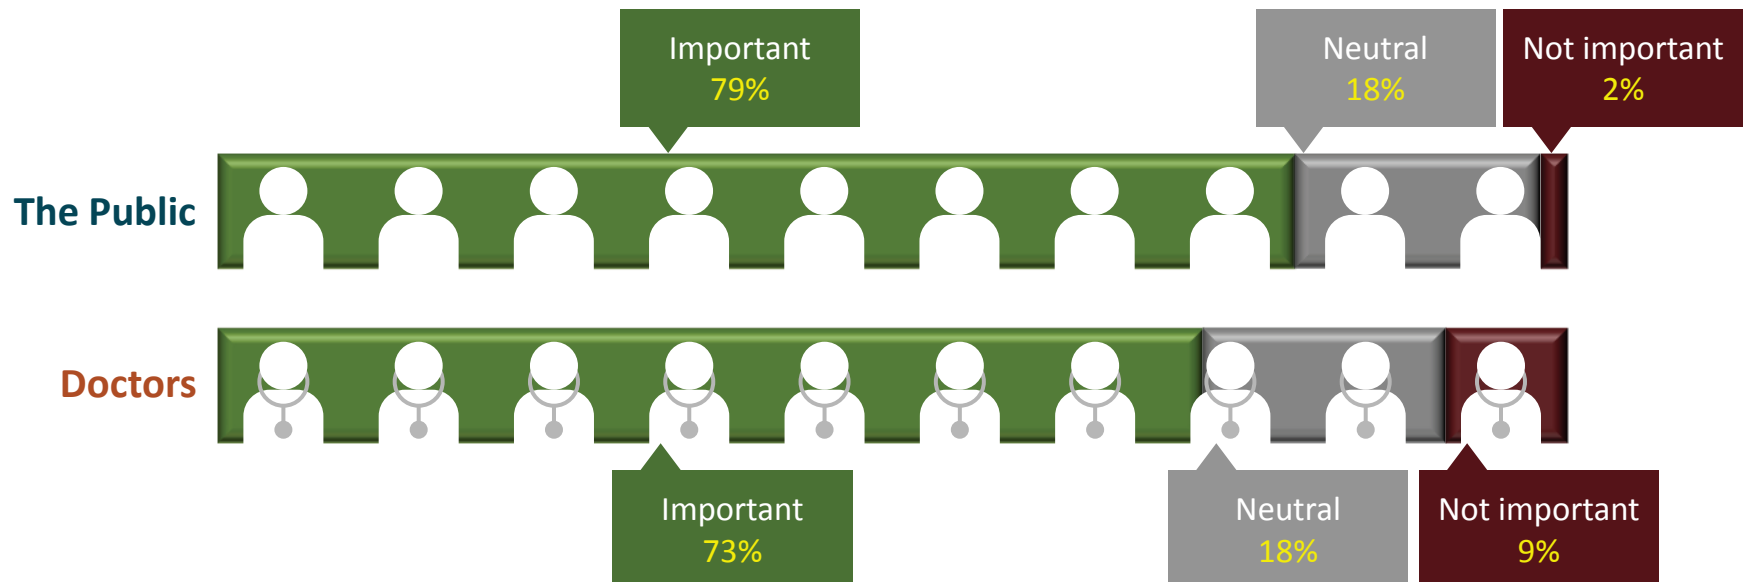 Important
79%
Neutral
18%
Not important
2%
The Public
Doctors
Important
73%
Neutral
18%
Not important
9%